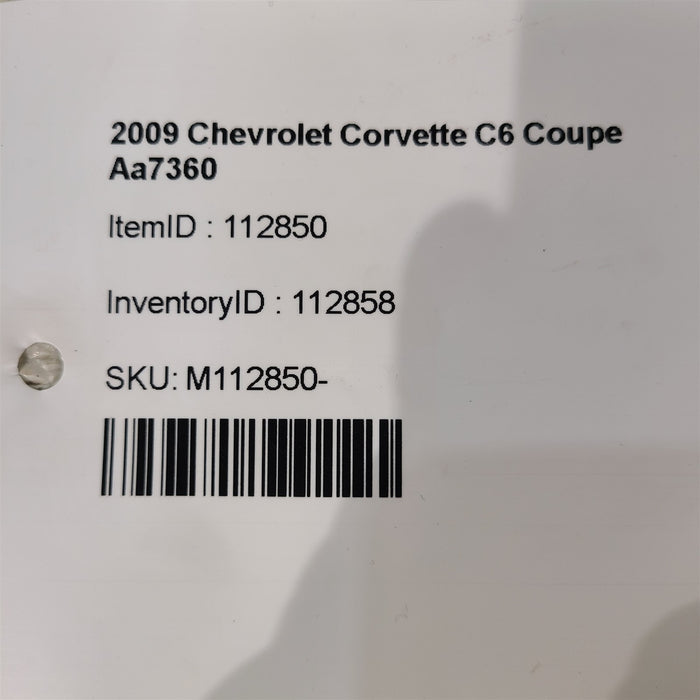 2009 Chevrolet Corvette C6 Coupe
Aa7360
ItemID : 112850
InventoryID : 112858
SKU: M112850-